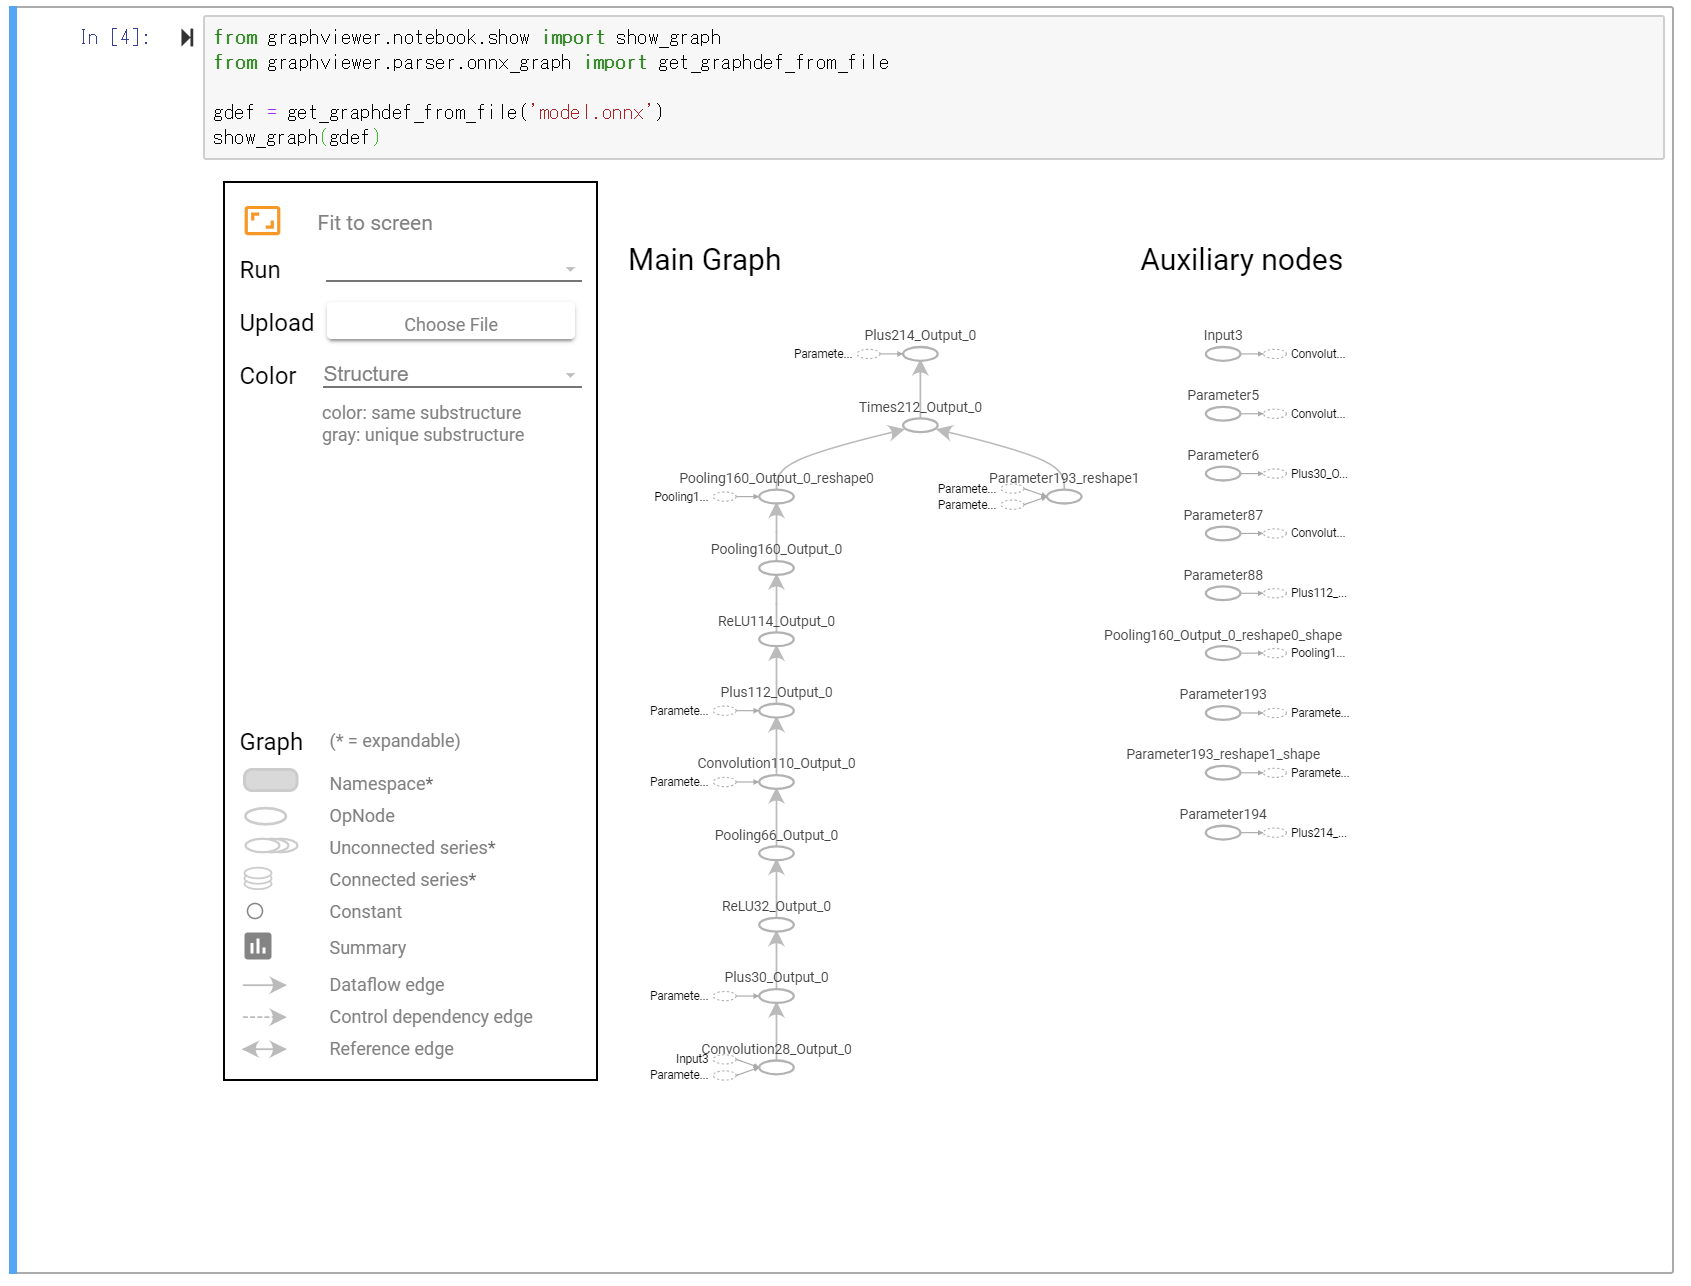 In [4]:
from graphviewer.notebook.show import show_graph
from graphviewer.parser.onnx_graph import get_graphdef_from_file
gdef = get_graphdef_from_file('model.onnx')
show_graph(gdef)
Fit to screen
Run
Upload
Choose File
Color
Structure
color: same substructure
gray: unique substructure
Graph
(* = expandable)
Namespace*
OpNode
Unconnected series*
Connected series*
Constant
Summary
Dataflow edge
Control dependency edge
Reference edge
Main Graph
Plus214_Output_0
Paramete...
Times212_Output_0
Pooling160_Output_0_reshape0
Pooling1...
Parameter193_reshape1
Paramete...
Paramete...
Pooling160_Output_0
ReLU114_Output_0
Plus112_Output_0
Paramete...
Convolution110_Output_0
Paramete...
Pooling66_Output_0
ReLU32_Output_0
Plus30_Output_0
Paramete...
Convolution28_Output_0
Input3
Paramete...
Auxiliary nodes
Input3
Convolut...
Parameter5
Convolut...
Parameter6
Plus30_O...
Parameter87
Convolut...
Parameter88
Plus112_...
Pooling160_Output_0_reshape0_shape
Pooling1...
Parameter193
Paramete...
Parameter193_reshape1_shape
Paramete...
Parameter194
Plus214_...